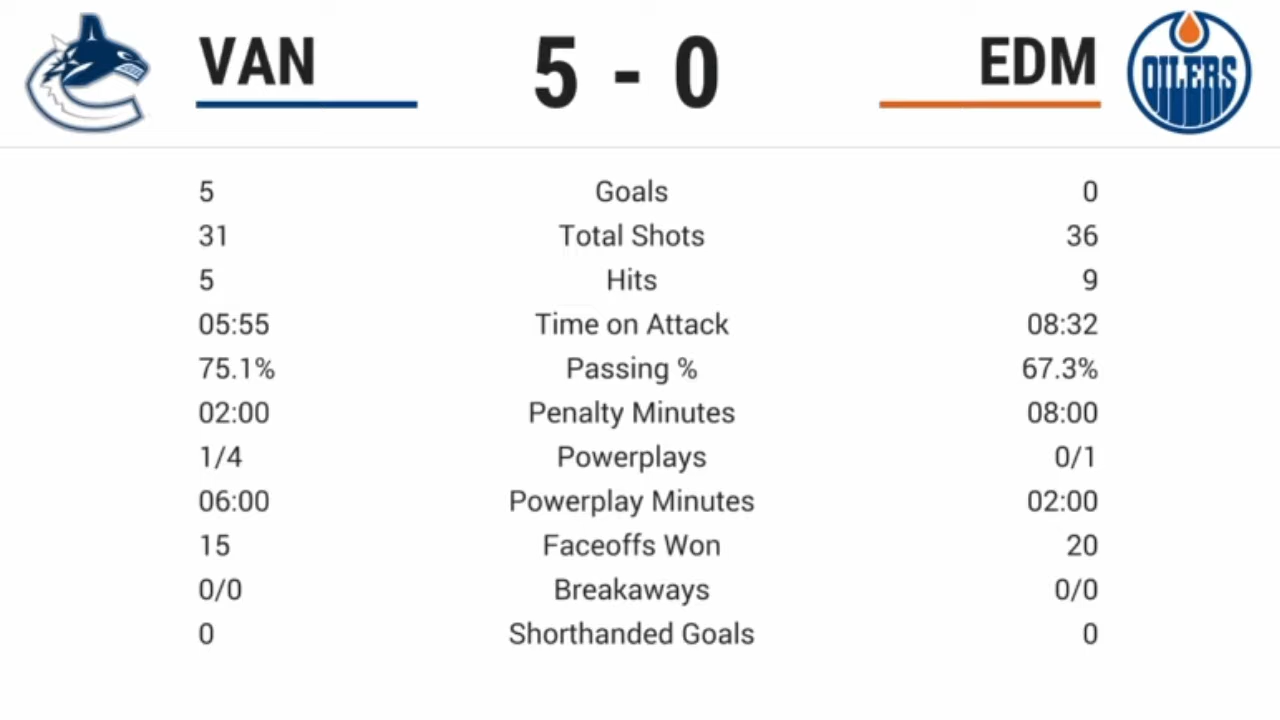 VAN 5 - 0 EDM OILERS
5 Goals 0
31 Total Shots 36
5 Hits 9
05:55 Time on Attack 08:32
75.1% Passing % 67.3%
02:00 Penalty Minutes 08:00
1/4 Powerplays 0/1
06:00 Powerplay Minutes 02:00
15 Faceoffs Won 20
0/0 Breakaways 0/0
0 Shorthanded Goals 0